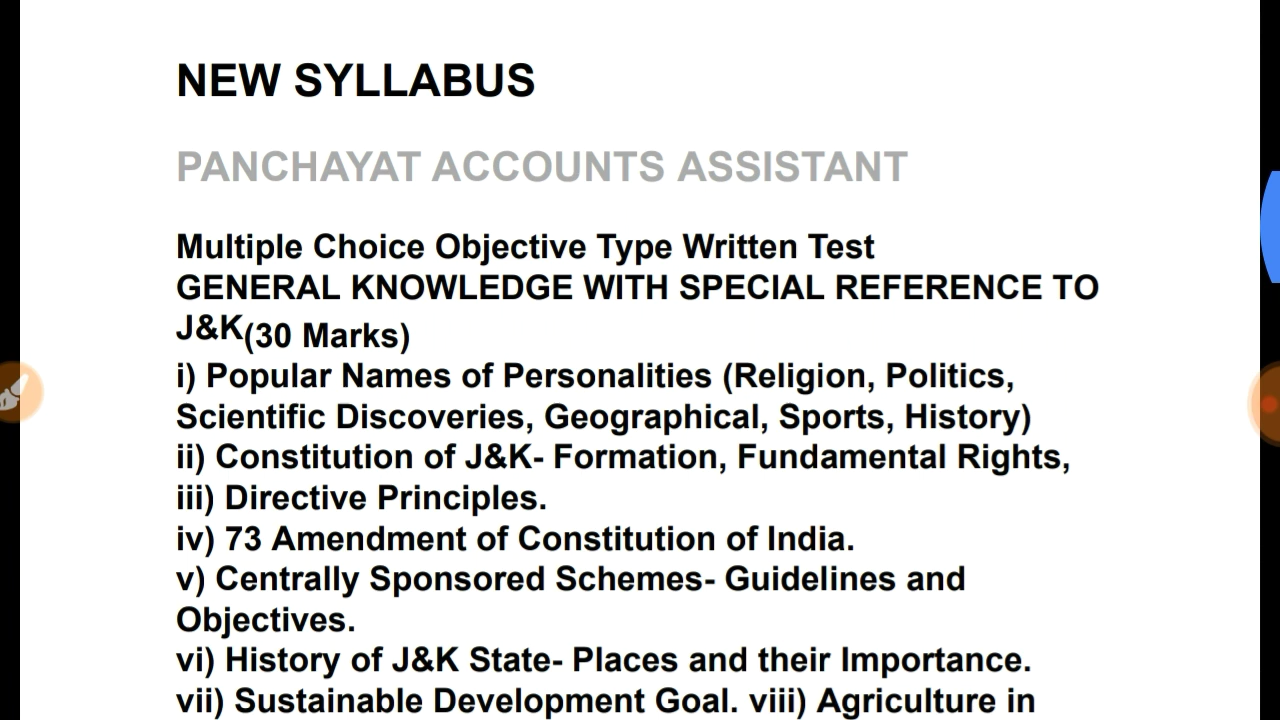 NEW SYLLABUS
PANCHAYAT ACCOUNTS ASSISTANT
Multiple Choice Objective Type Written Test
GENERAL KNOWLEDGE WITH SPECIAL REFERENCE TO
J&K(30 Marks)
i) Popular Names of Personalities (Religion, Politics,
Scientific Discoveries, Geographical, Sports, History)
ii) Constitution of J&K- Formation, Fundamental Rights,
iii) Directive Principles.
iv) 73 Amendment of Constitution of India.
v) Centrally Sponsored Schemes- Guidelines and
Objectives.
vi) History of J&K State- Places and their Importance.
vii) Sustainable Development Goal. viii) Agriculture in